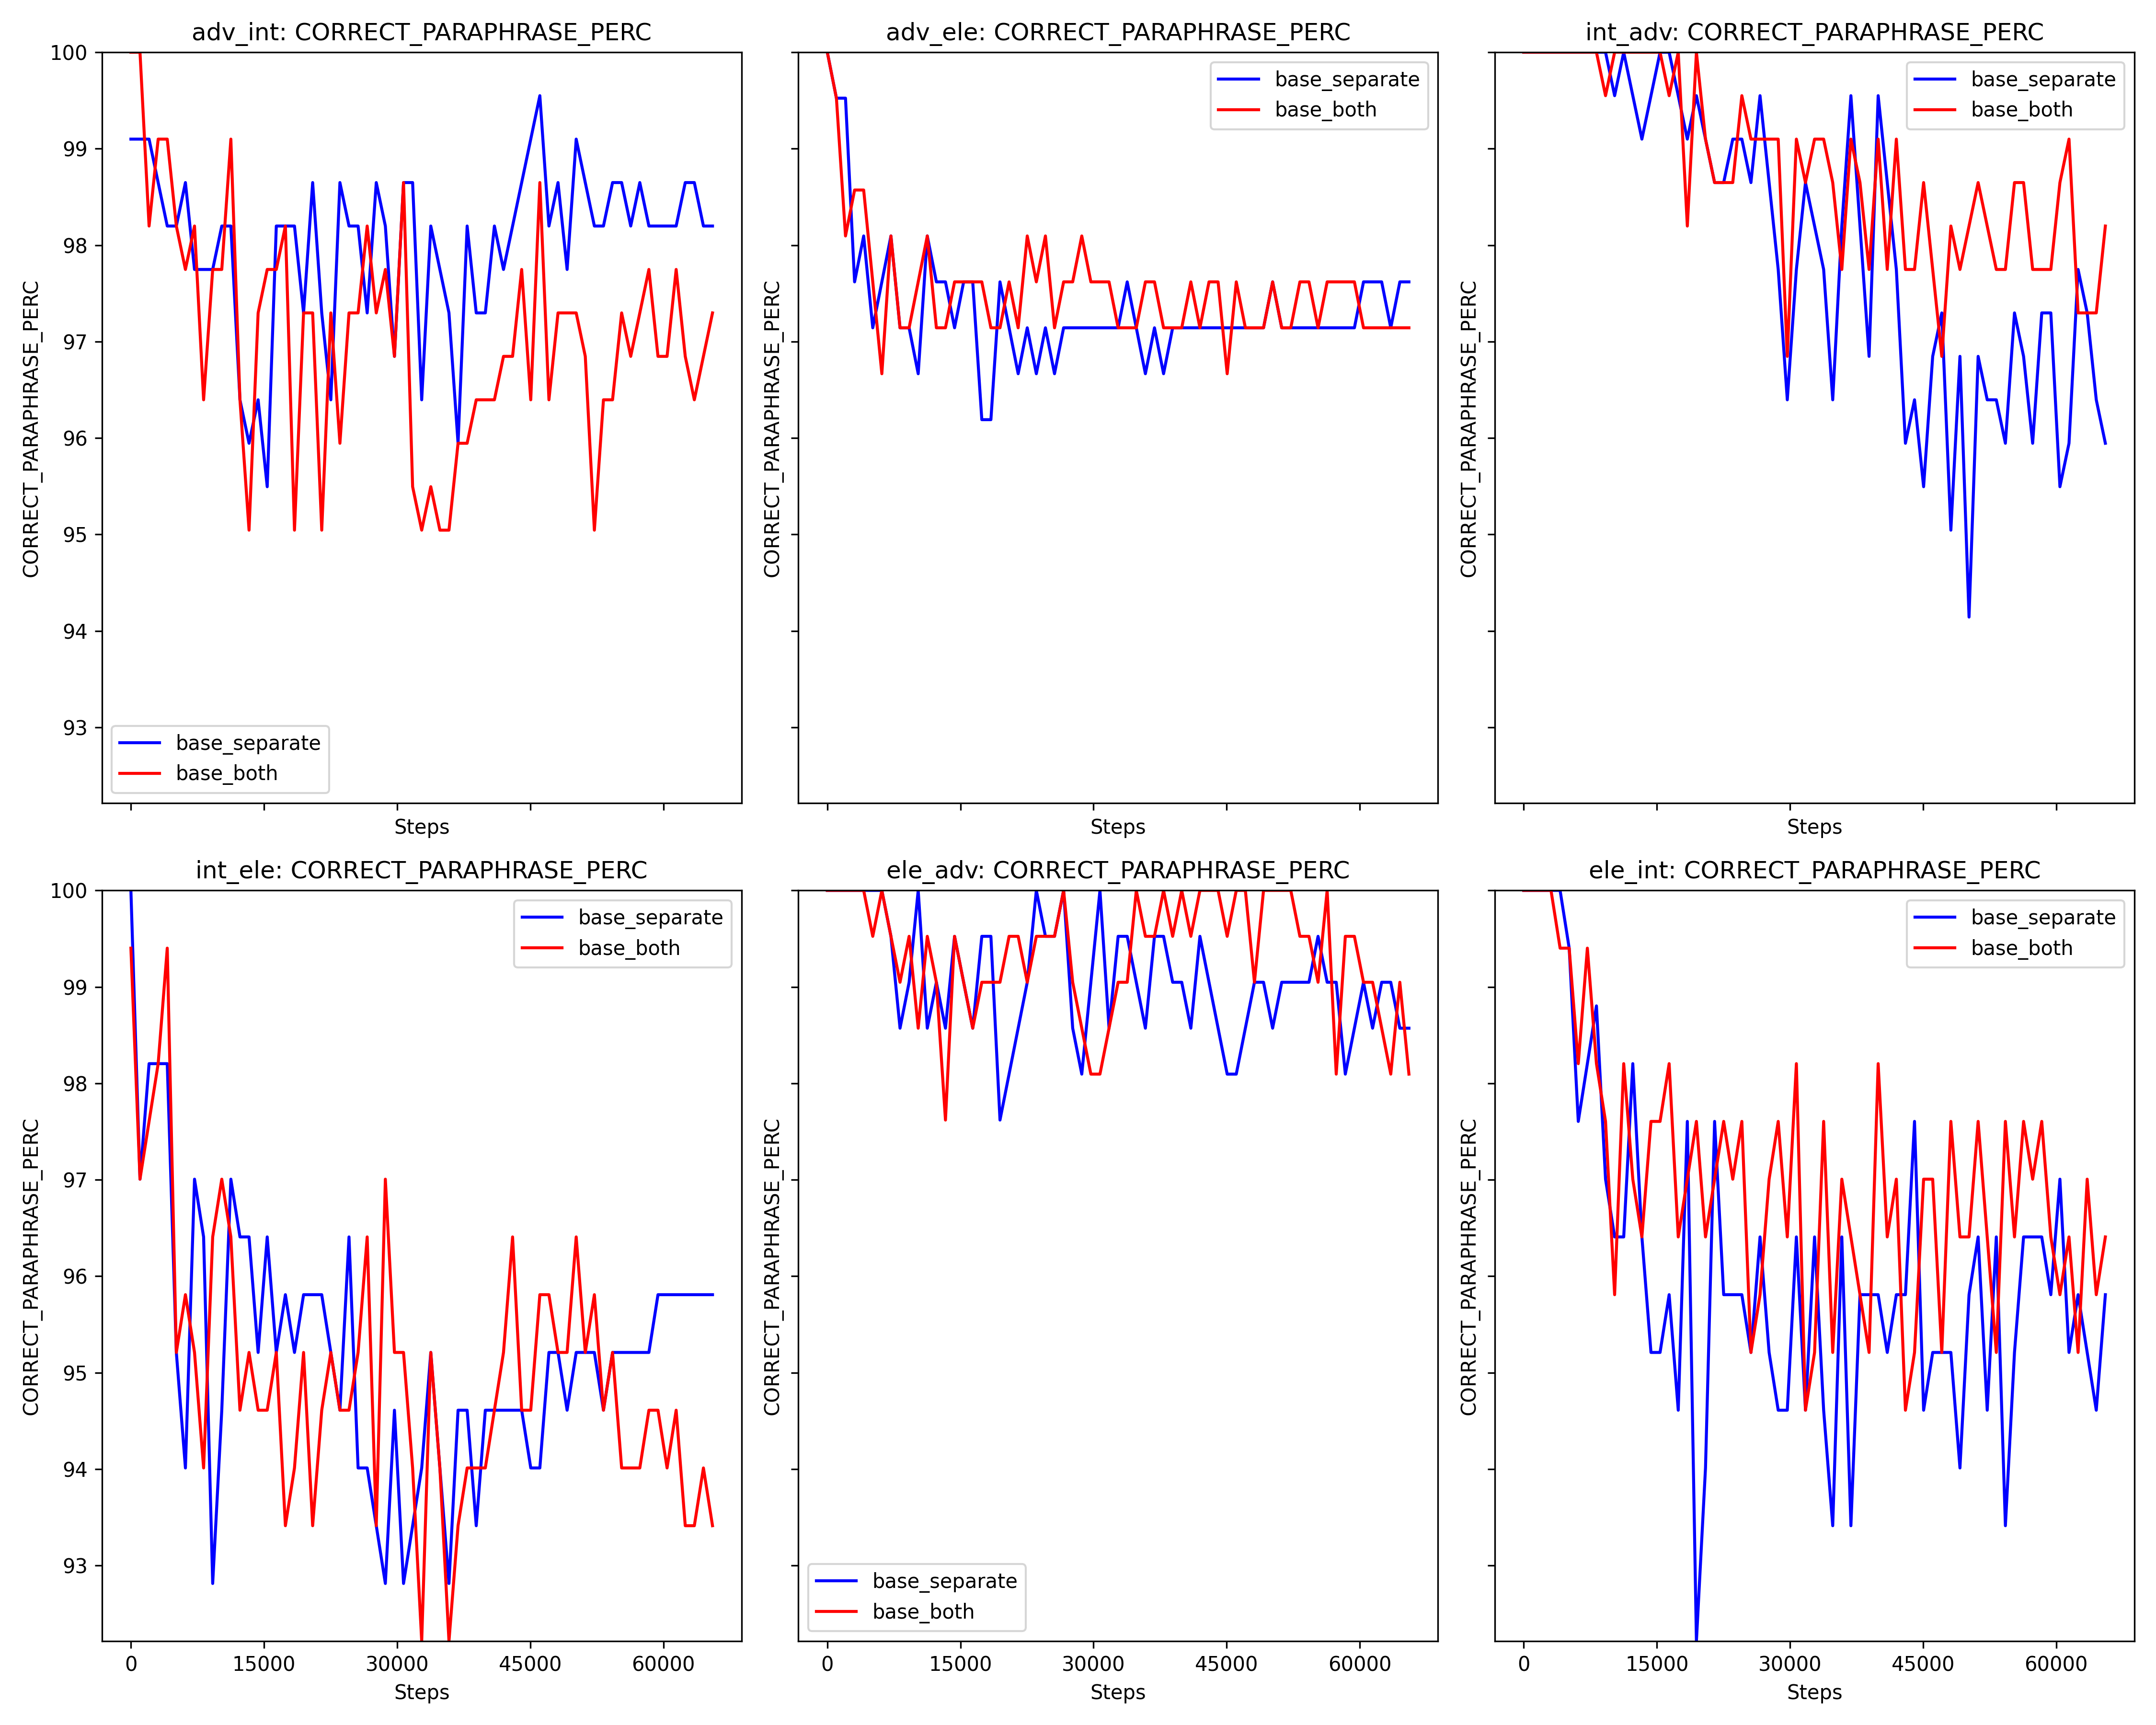 adv_int: CORRECT_PARAPHRASE_PERC
CORRECT_PARAPHRASE_PERC
100
99
98
97
96
95
94
93
base_separate
base_both
Steps
adv_ele: CORRECT_PARAPHRASE_PERC
CORRECT_PARAPHRASE_PERC
base_separate
base_both
Steps
int_adv: CORRECT_PARAPHRASE_PERC
CORRECT_PARAPHRASE_PERC
base_separate
base_both
Steps
int_ele: CORRECT_PARAPHRASE_PERC
CORRECT_PARAPHRASE_PERC
100
99
98
97
96
95
94
93
base_separate
base_both
0 15000 30000 45000 60000
Steps
ele_adv: CORRECT_PARAPHRASE_PERC
CORRECT_PARAPHRASE_PERC
base_separate
base_both
0 15000 30000 45000 60000
Steps
ele_int: CORRECT_PARAPHRASE_PERC
CORRECT_PARAPHRASE_PERC
base_separate
base_both
0 15000 30000 45000 60000
Steps